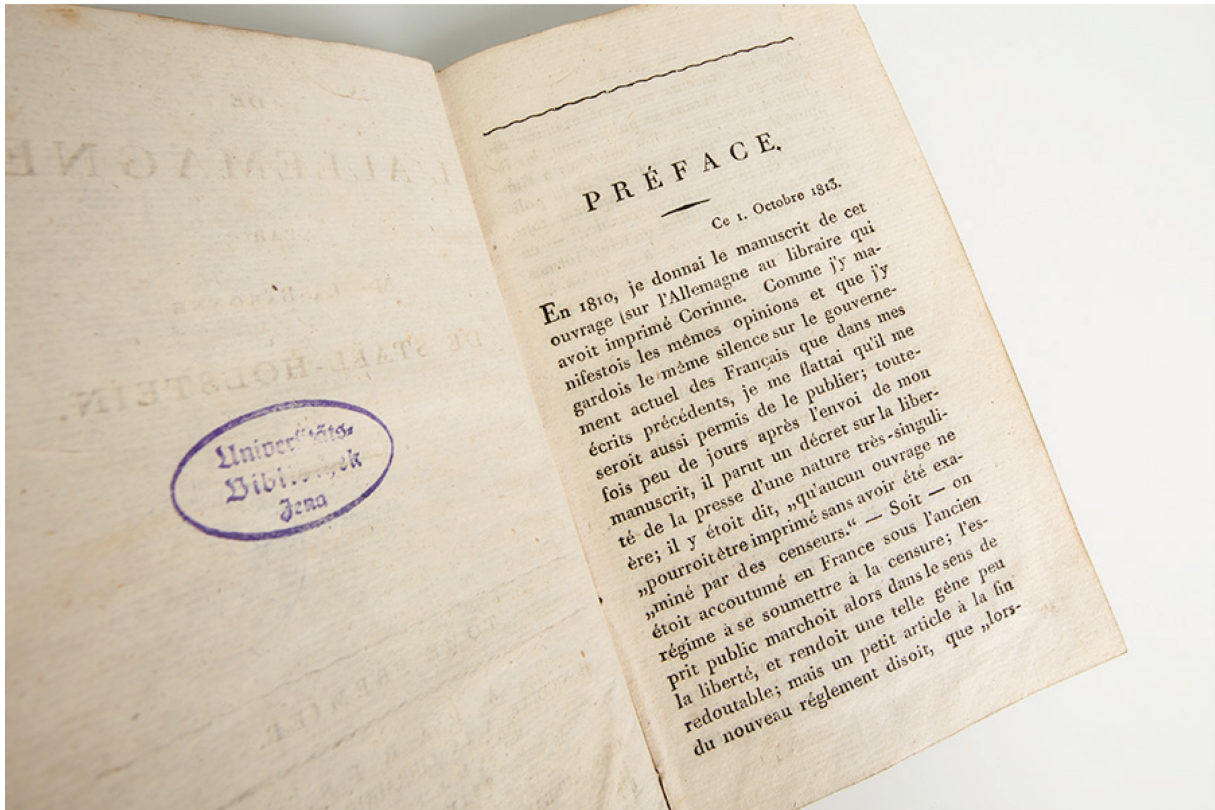 Universitäts-
Bibliothek
Jena
PRÉFACE.
Ce 1. Octobre 1813.
En 1810, je donnai le manuscrit de cet
ouvrage (sur l'Allemagne au libraire qui
avoit imprimé Corinne. Comme j'y ma-
nifestois les mêmes opinions et que j'y
gardois le même silence sur le gouverne-
ment actuel des Français que dans mes
écrits précédents, je me flattai qu'il me
seroit aussi permis de le publier; toute-
fois peu de jours après l'envoi de mon
manuscrit, il parut un décret sur la liber-
té de la presse d'une nature très-singuli-
ère; il y étoit dit, „qu'aucun ouvrage ne
„pourroit être imprimé sans avoir été exa-
„miné par des censeurs.“ — Soit — on
étoit accoutumé en France sous l'ancien
régime à se soumettre à la censure; l'es-
prit public marchoit alors dans le sens de
la liberté, et rendoit une telle gêne peu
redoutable; mais un petit article à la fin
du nouveau réglement disoit, que „lors-